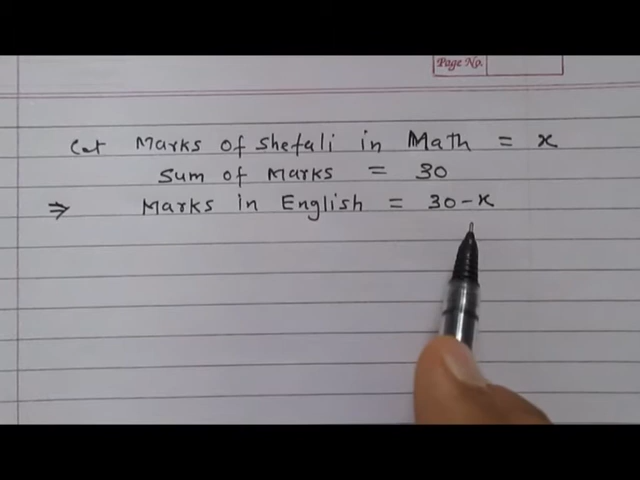 Page No.
Let Marks of Shefali in Math = x
Sum of Marks = 30
⇒ Marks in English = 30-x